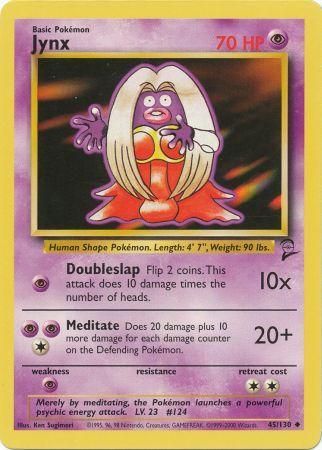 Basic Pokémon
Jynx 70 HP
Human Shape Pokémon. Length: 4' 7", Weight: 90 lbs.
Doubleslap Flip 2 coins. This
attack does 10 damage times the
number of heads.
10x
Meditate Does 20 damage plus 10
more damage for each damage counter
on the Defending Pokémon.
20+
weakness resistance retreat cost
Merely by meditating, the Pokémon launches a powerful
psychic energy attack. LV. 23 #124
Illus. Ken Sugimori ©1995, 96, 98 Nintendo, Creatures, GAMEFREAK. ©1999-2000 Wizards. 45/130